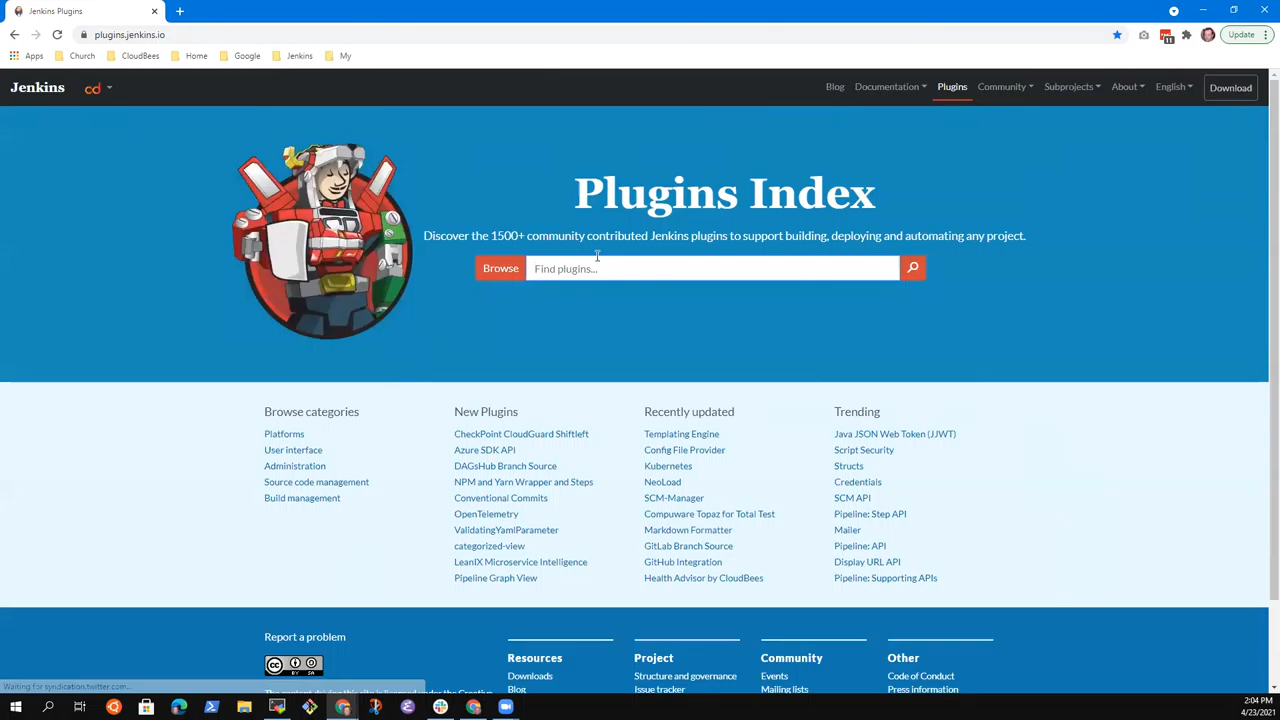 Jenkins Plugins
plugins.jenkins.io
11
Update
Apps
Church
CloudBees
Home
Google
Jenkins
My
Jenkins
cd
Blog
Documentation
Plugins
Community
Subprojects
About
English
Download
Plugins Index
Discover the 1500+ community contributed Jenkins plugins to support building, deploying and automating any project.
Browse
Find plugins...
Browse categories
Platforms
User interface
Administration
Source code management
Build management
New Plugins
CheckPoint CloudGuard Shiftleft
Azure SDK API
DAGsHub Branch Source
NPM and Yarn Wrapper and Steps
Conventional Commits
OpenTelemetry
ValidatingYamlParameter
categorized-view
LeanIX Microservice Intelligence
Pipeline Graph View
Recently updated
Templating Engine
Config File Provider
Kubernetes
NeoLoad
SCM-Manager
Compuware Topaz for Total Test
Markdown Formatter
GitLab Branch Source
GitHub Integration
Health Advisor by CloudBees
Trending
Java JSON Web Token (JJWT)
Script Security
Structs
Credentials
SCM API
Pipeline: Step API
Mailer
Pipeline: API
Display URL API
Pipeline: Supporting APIs
Report a problem
cc
BY SA
Resources
Downloads
Blog
Project
Structure and governance
Issue tracker
Community
Events
Mailing lists
Other
Code of Conduct
Press information
Waiting for syndication.twitter.com...
2:04 PM
4/23/2021